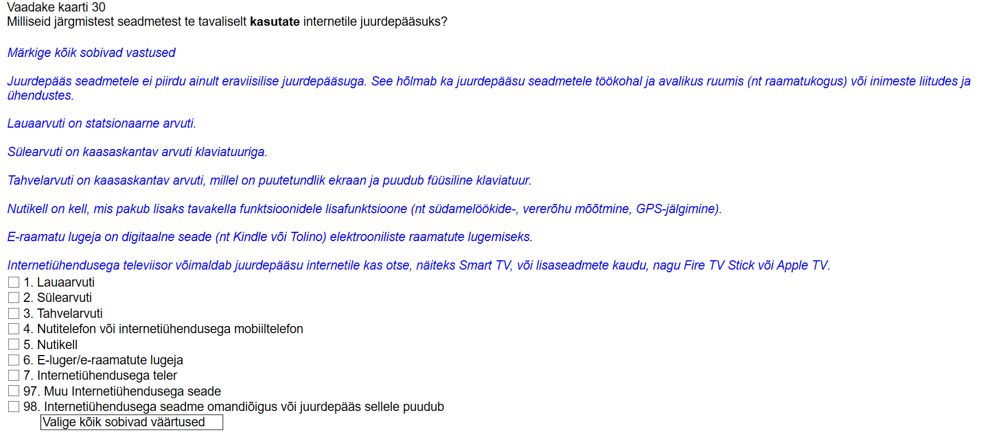 Vaadake kaarti 30
Milliseid järgmistest seadmetest te tavaliselt kasutate internetile juurdepääsuks?
Märkige kõik sobivad vastused
Juurdepääs seadmetele ei piirdu ainult eraviisilise juurdepääsuga. See hõlmab ka juurdepääsu seadmetele töökohal ja avalikus ruumis (nt raamatukogus) või inimeste liitudes ja
ühendustes.
Lauaarvuti on statsionaarne arvuti.
Sülearvuti on kaasaskantav arvuti klaviatuuriga.
Tahvelarvuti on kaasaskantav arvuti, millel on puutetundlik ekraan ja puudub füüsiline klaviatuur.
Nutikell on kell, mis pakub lisaks tavakella funktsioonidele lisafunktsioone (nt südamelöökide-, vererõhu mõõtmine, GPS-jälgimine).
E-raamatu lugeja on digitaalne seade (nt Kindle või Tolino) elektrooniliste raamatute lugemiseks.
Internetiühendusega televiisor võimaldab juurdepääsu internetile kas otse, näiteks Smart TV, või lisaseadmete kaudu, nagu Fire TV Stick või Apple TV.
1. Lauaarvuti
2. Sülearvuti
3. Tahvelarvuti
4. Nutitelefon või internetiühendusega mobiiltelefon
5. Nutikell
6. E-luger/e-raamatute lugeja
7. Internetiühendusega teler
97. Muu Internetiühendusega seade
98. Internetiühendusega seadme omandiõigus või juurdepääs sellele puudub
Valige kõik sobivad väärtused